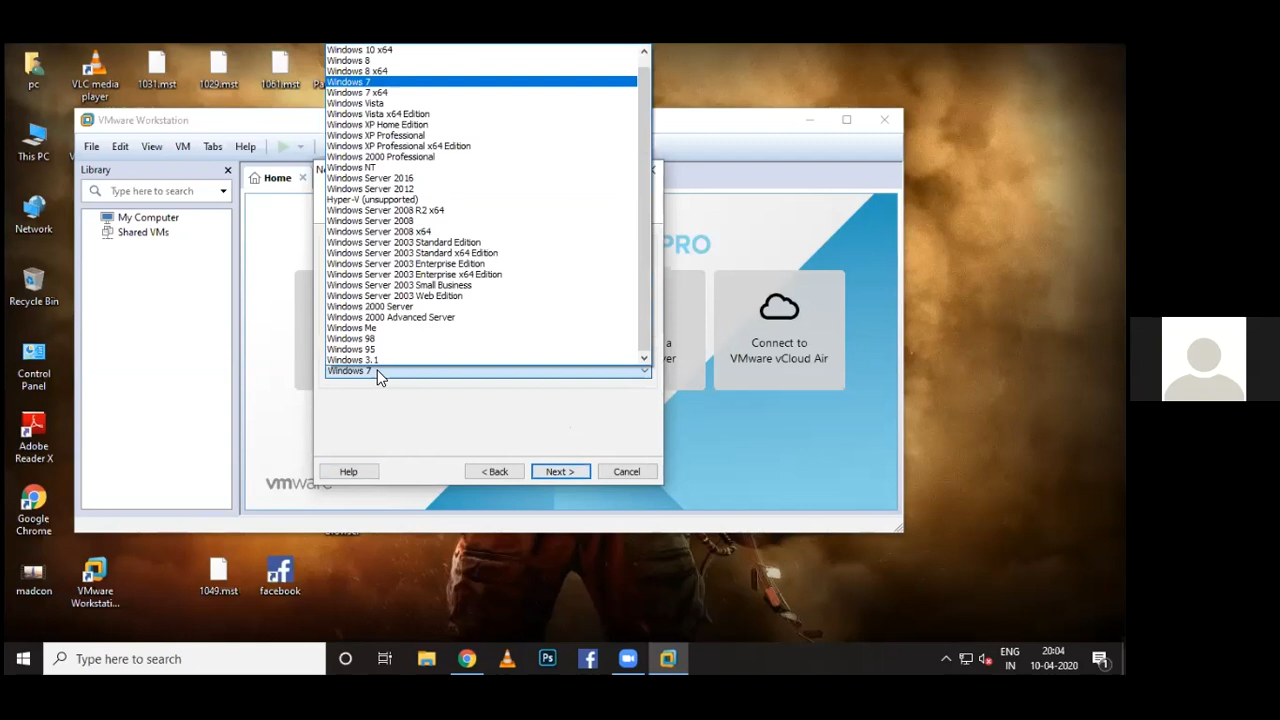 pc
VLC media
player
1031.mst
1029.mst
1061.mst
This PC
Network
Recycle Bin
Control
Panel
Adobe
Reader X
Google
Chrome
madcon
VMware
Workstati...
1049.mst
facebook
VMware Workstation
File Edit View VM Tabs Help
Library
Type here to search
My Computer
Shared VMs
Home
PRO
Connect to
VMware vCloud Air
Windows 10 x64
Windows 8
Windows 8 x64
Windows 7
Windows 7 x64
Windows Vista
Windows Vista x64 Edition
Windows XP Home Edition
Windows XP Professional
Windows XP Professional x64 Edition
Windows 2000 Professional
Windows NT
Windows Server 2016
Windows Server 2012
Hyper-V (unsupported)
Windows Server 2008 R2 x64
Windows Server 2008
Windows Server 2008 x64
Windows Server 2003 Standard Edition
Windows Server 2003 Standard x64 Edition
Windows Server 2003 Enterprise Edition
Windows Server 2003 Enterprise x64 Edition
Windows Server 2003 Small Business
Windows Server 2003 Web Edition
Windows 2000 Server
Windows 2000 Advanced Server
Windows Me
Windows 98
Windows 95
Windows 3.1
Windows 7
Help < Back Next > Cancel
Type here to search
Ps
ENG
IN
20:04
10-04-2020
1